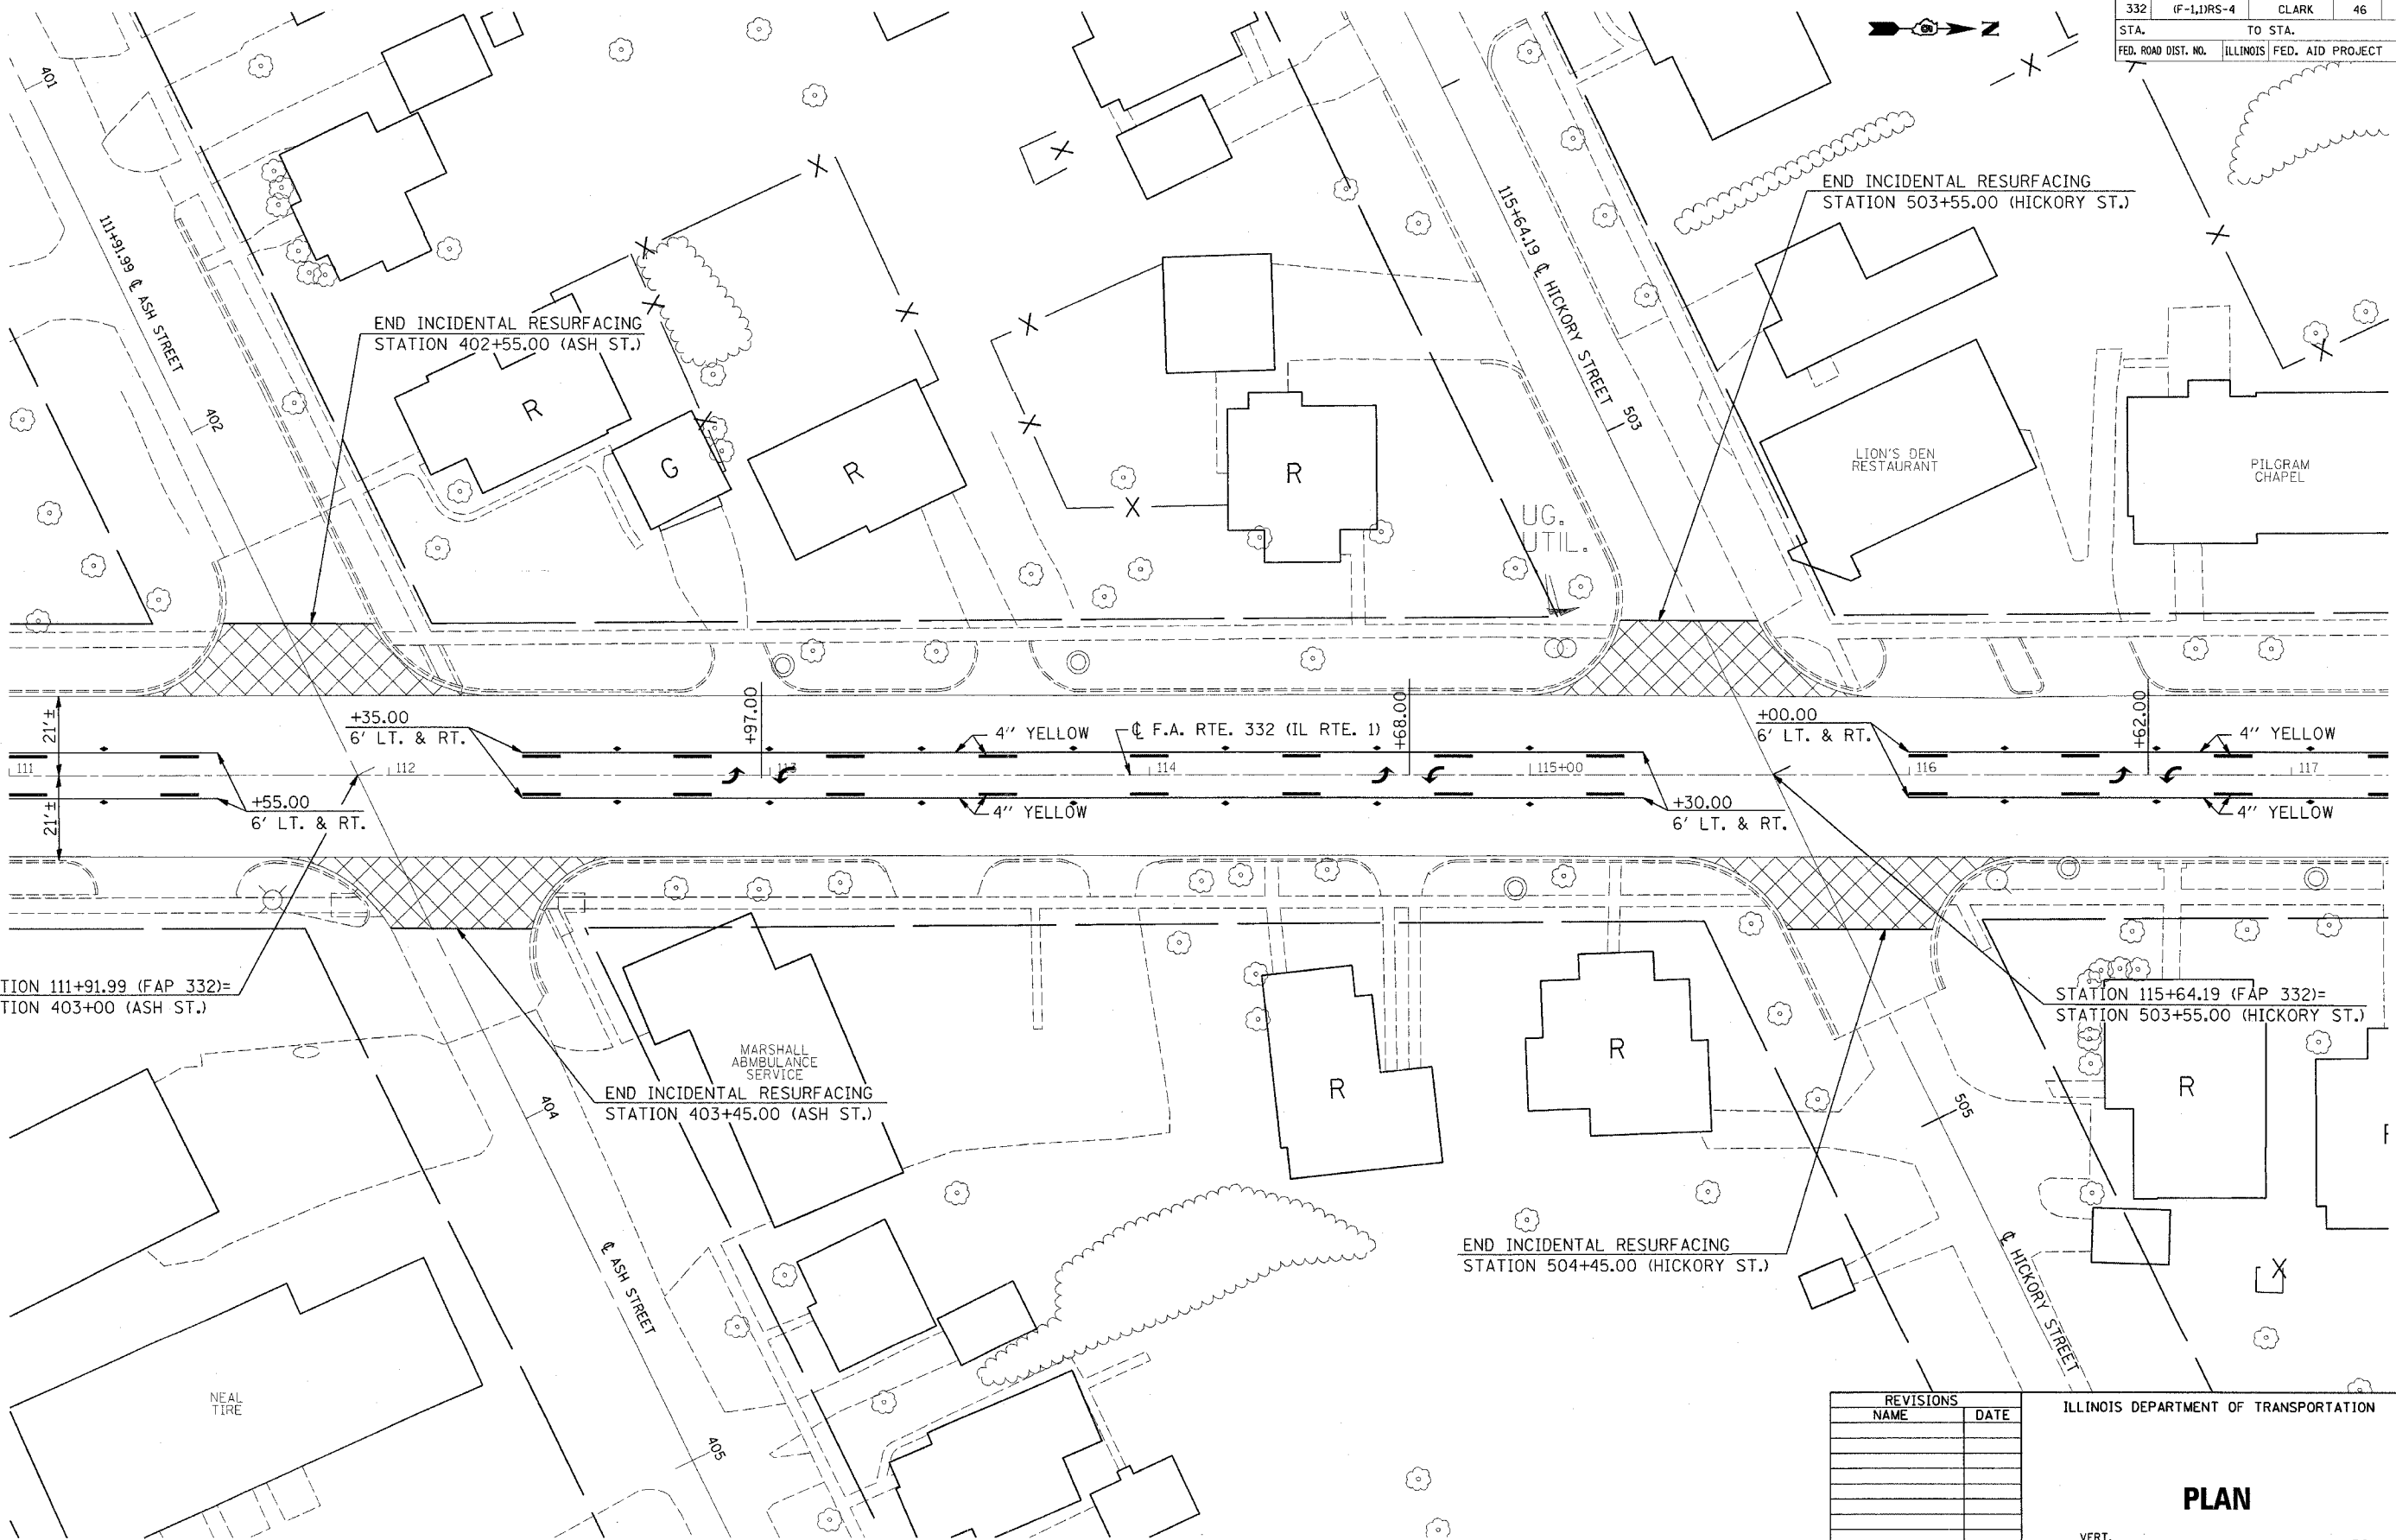 332 (F-1,1)RS-4 CLARK 46
STA. TO STA.
FED. ROAD DIST. NO. ILLINOIS FED. AID PROJECT
N
401
111+91.99 ℄ ASH STREET
402
END INCIDENTAL RESURFACING
STATION 402+55.00 (ASH ST.)
R
G
R
X
X
X
X
X
X
X
X
X
R
115+64.19 ℄ HICKORY STREET
503
UG.
UTIL.
END INCIDENTAL RESURFACING
STATION 503+55.00 (HICKORY ST.)
X
X
X
X
LION'S DEN
RESTAURANT
PILGRAM
CHAPEL
21'±
21'±
+35.00
6' LT. & RT.
+97.00
4'' YELLOW
℄ F.A. RTE. 332 (IL RTE. 1)
+68.00
+00.00
6' LT. & RT.
+62.00
4'' YELLOW
111
112
113
114
115+00
116
117
+55.00
6' LT. & RT.
4'' YELLOW
+30.00
6' LT. & RT.
4'' YELLOW
TION 111+91.99 (FAP 332)=
TION 403+00 (ASH ST.)
MARSHALL
ABMBULANCE
SERVICE
END INCIDENTAL RESURFACING
STATION 403+45.00 (ASH ST.)
404
R
R
STATION 115+64.19 (FAP 332)=
STATION 503+55.00 (HICKORY ST.)
505
R
END INCIDENTAL RESURFACING
STATION 504+45.00 (HICKORY ST.)
℄ ASH STREET
℄ HICKORY STREET
X
NEAL
TIRE
405
REVISIONS
NAME DATE
ILLINOIS DEPARTMENT OF TRANSPORTATION
PLAN
VERT.